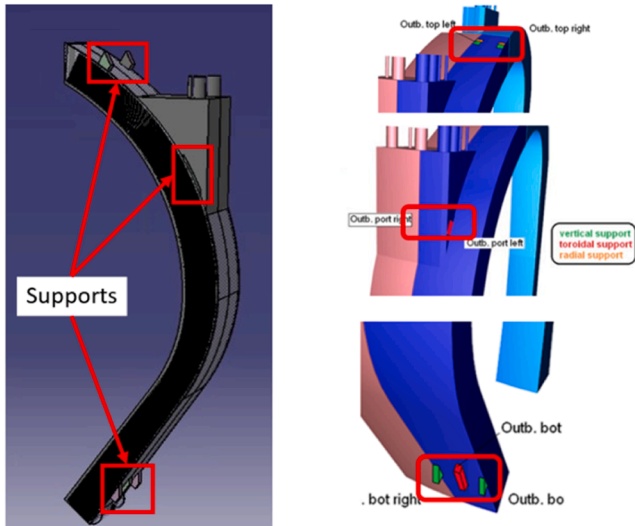 Supports
Outb. top left
Outb. top right
Outb. port right
Outb. port left
vertical support
toroidal support
radial support
Outb. bot
. bot right
Outb. bo